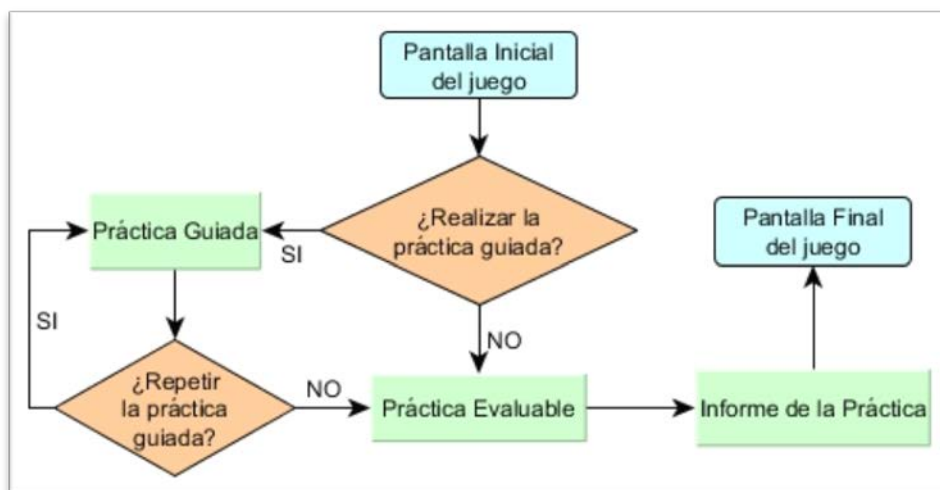 Pantalla Inicial
del juego
¿Realizar la
práctica guiada?
SI
NO
Práctica Guiada
SI
¿Repetir
la práctica
guiada?
NO
Práctica Evaluable
Informe de la Práctica
Pantalla Final
del juego